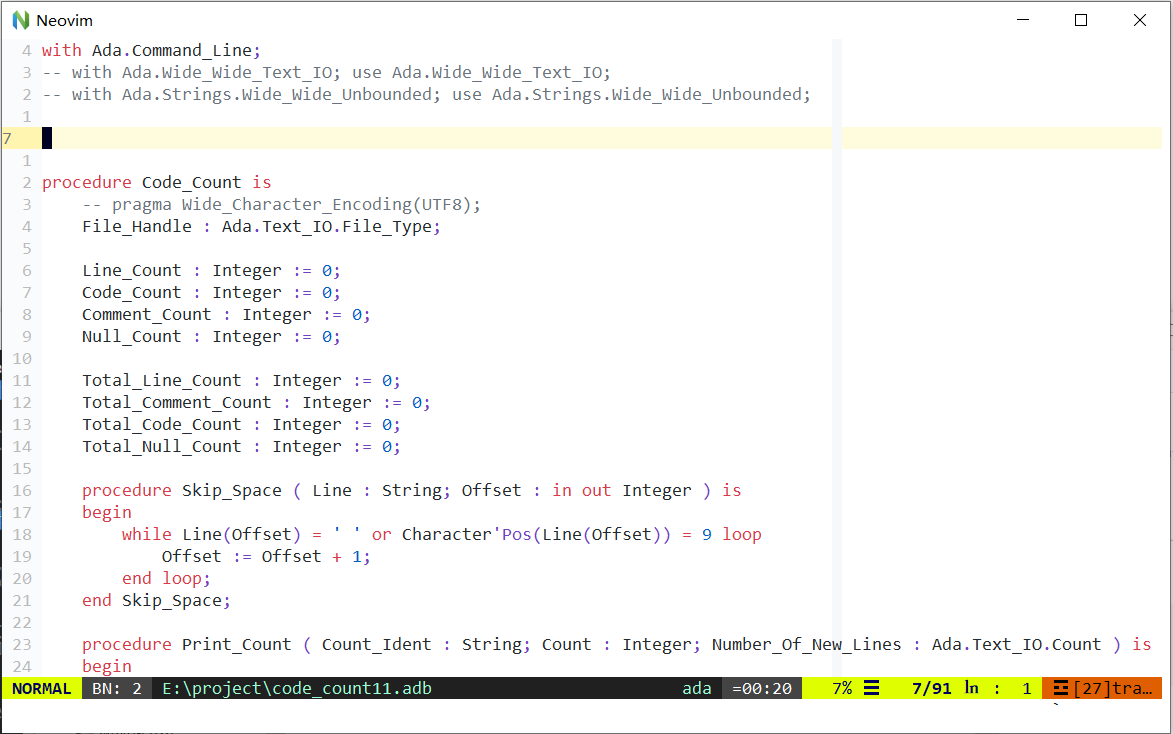 Neovim
4 with Ada.Command_Line;
3 -- with Ada.Wide_Wide_Text_IO; use Ada.Wide_Wide_Text_IO;
2 -- with Ada.Strings.Wide_Wide_Unbounded; use Ada.Strings.Wide_Wide_Unbounded;
1
7
1
2 procedure Code_Count is
3     -- pragma Wide_Character_Encoding(UTF8);
4     File_Handle : Ada.Text_IO.File_Type;
5
6     Line_Count : Integer := 0;
7     Code_Count : Integer := 0;
8     Comment_Count : Integer := 0;
9     Null_Count : Integer := 0;
10
11     Total_Line_Count : Integer := 0;
12     Total_Comment_Count : Integer := 0;
13     Total_Code_Count : Integer := 0;
14     Total_Null_Count : Integer := 0;
15
16     procedure Skip_Space ( Line : String; Offset : in out Integer ) is
17     begin
18         while Line(Offset) = ' ' or Character'Pos(Line(Offset)) = 9 loop
19             Offset := Offset + 1;
20         end loop;
21     end Skip_Space;
22
23     procedure Print_Count ( Count_Ident : String; Count : Integer; Number_Of_New_Lines : Ada.Text_IO.Count ) is
24     begin
NORMAL BN: 2 E:\project\code_count11.adb ada =00:20 7% ☰ 7/91 ln : 1 ☲ [27]tra…